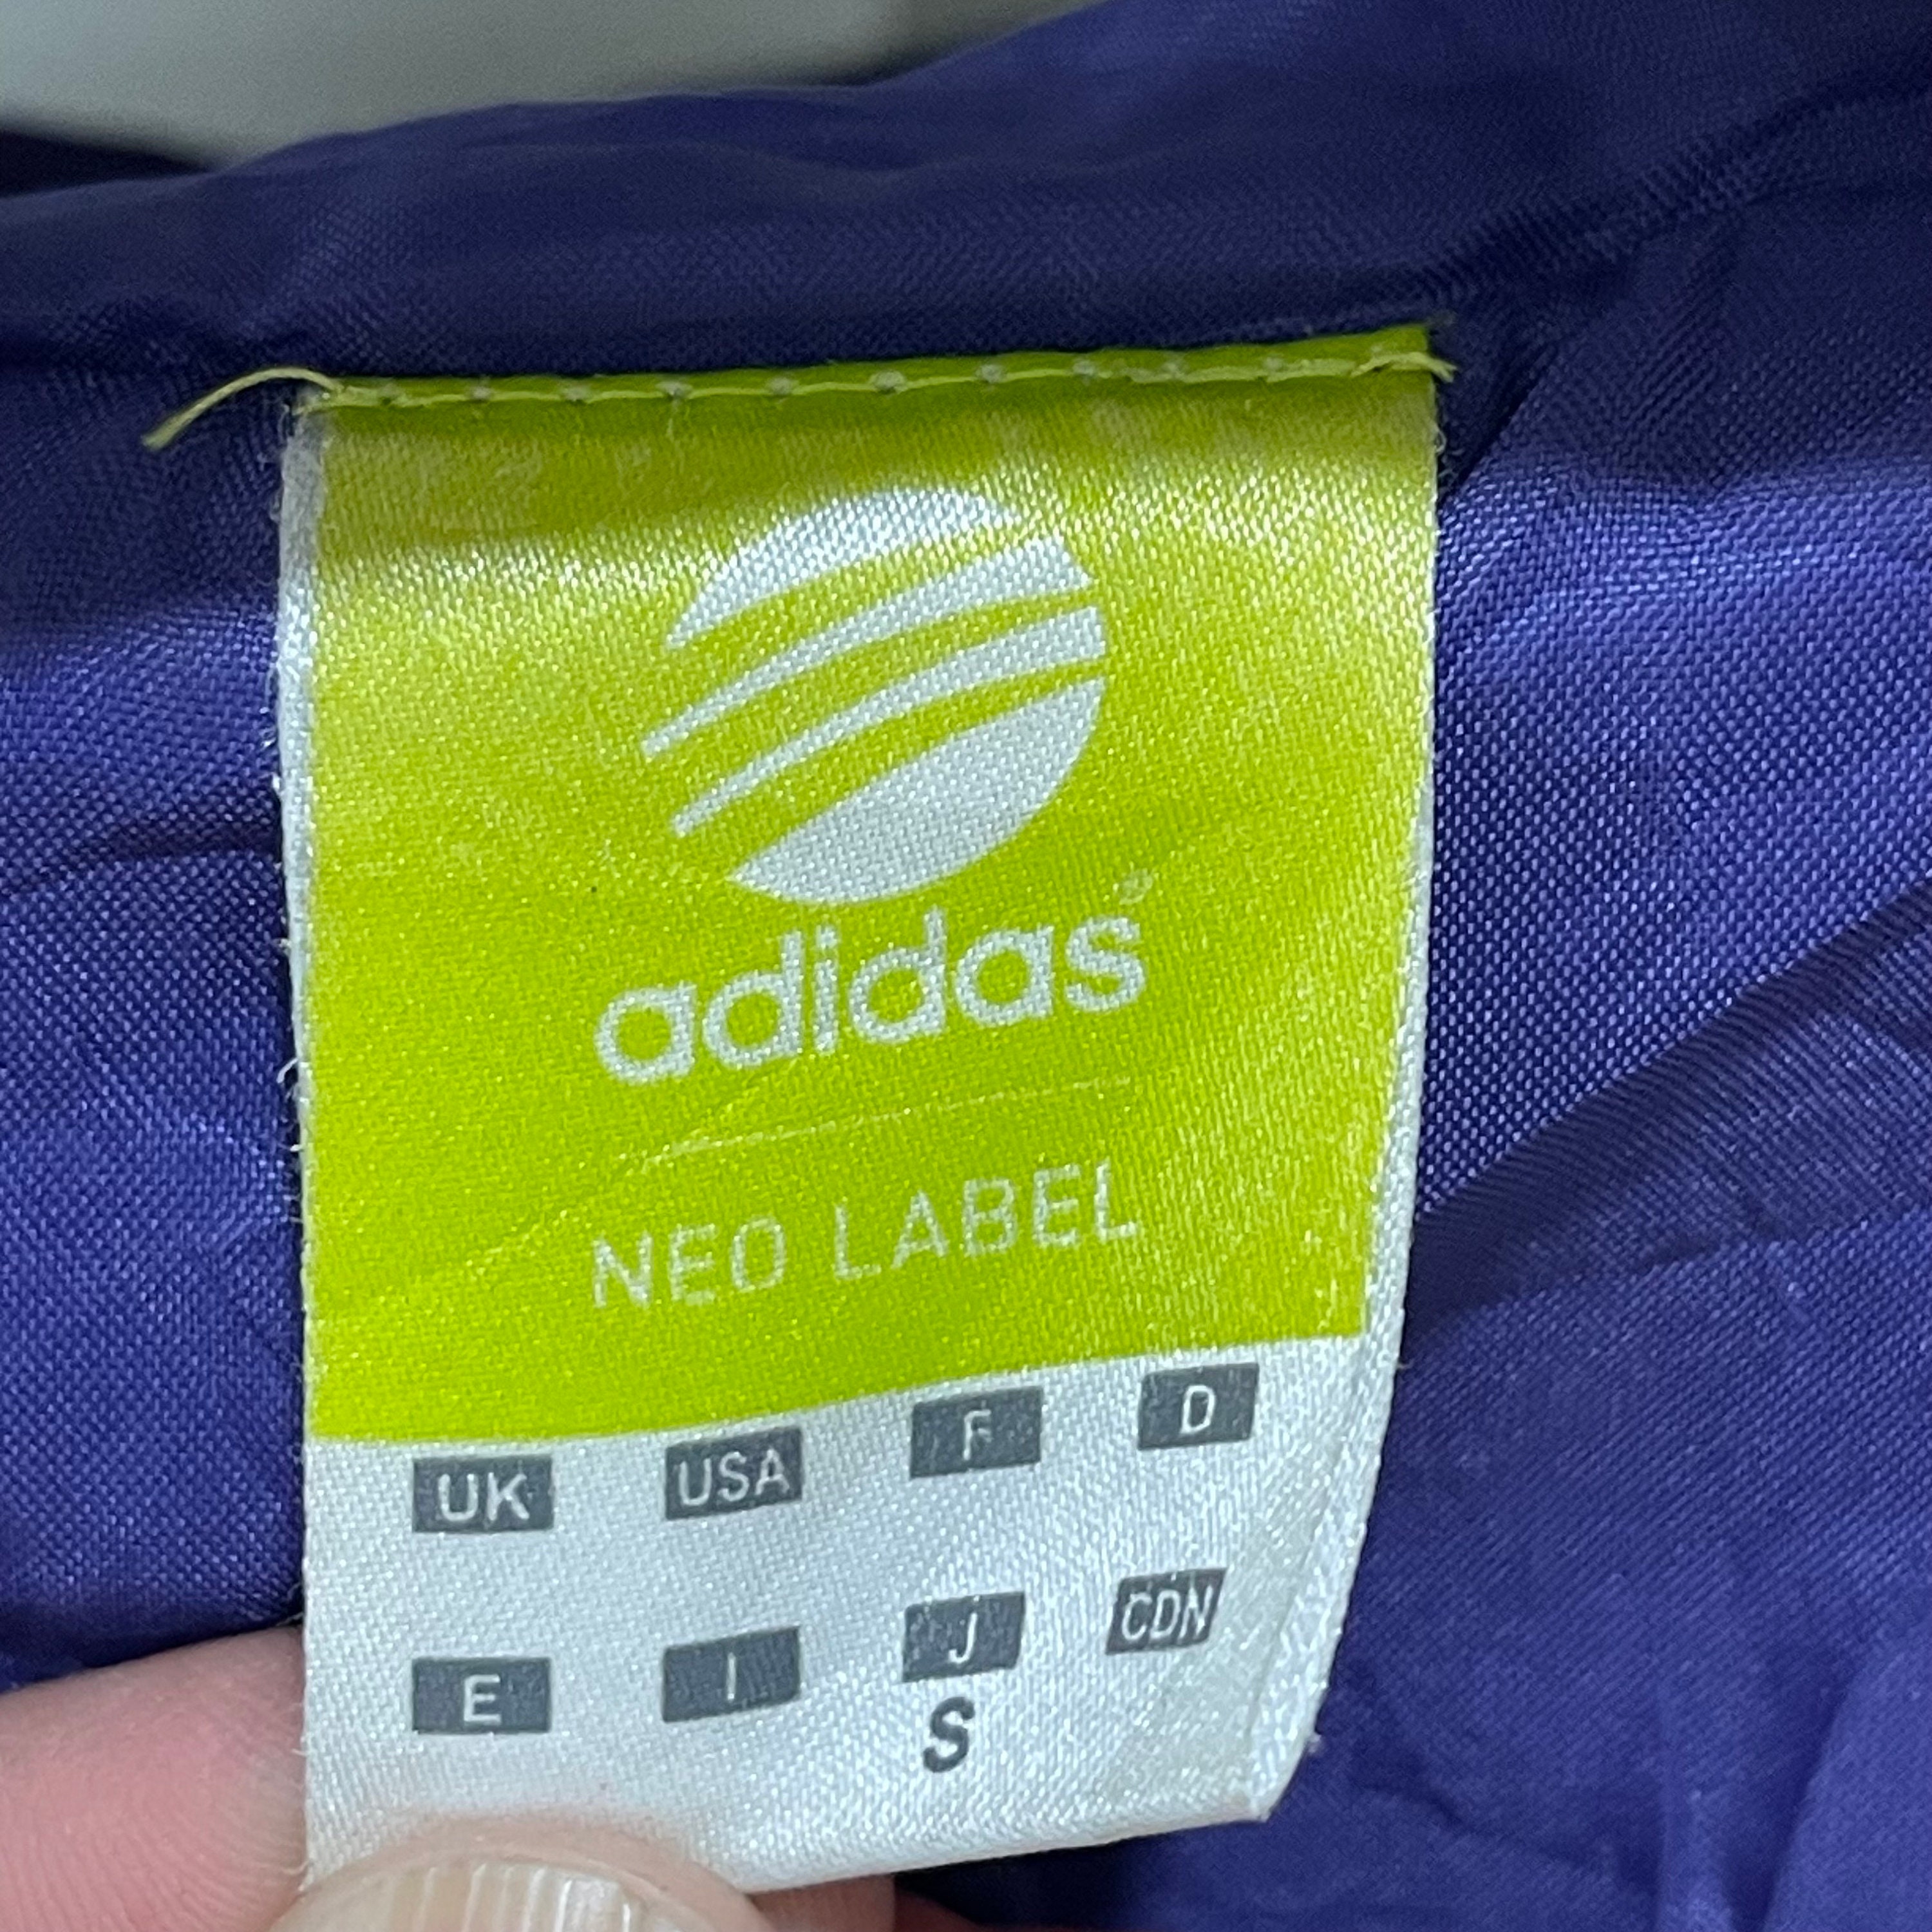 adidas®
NEO LABEL
UK USA F D
E I J CDN
S